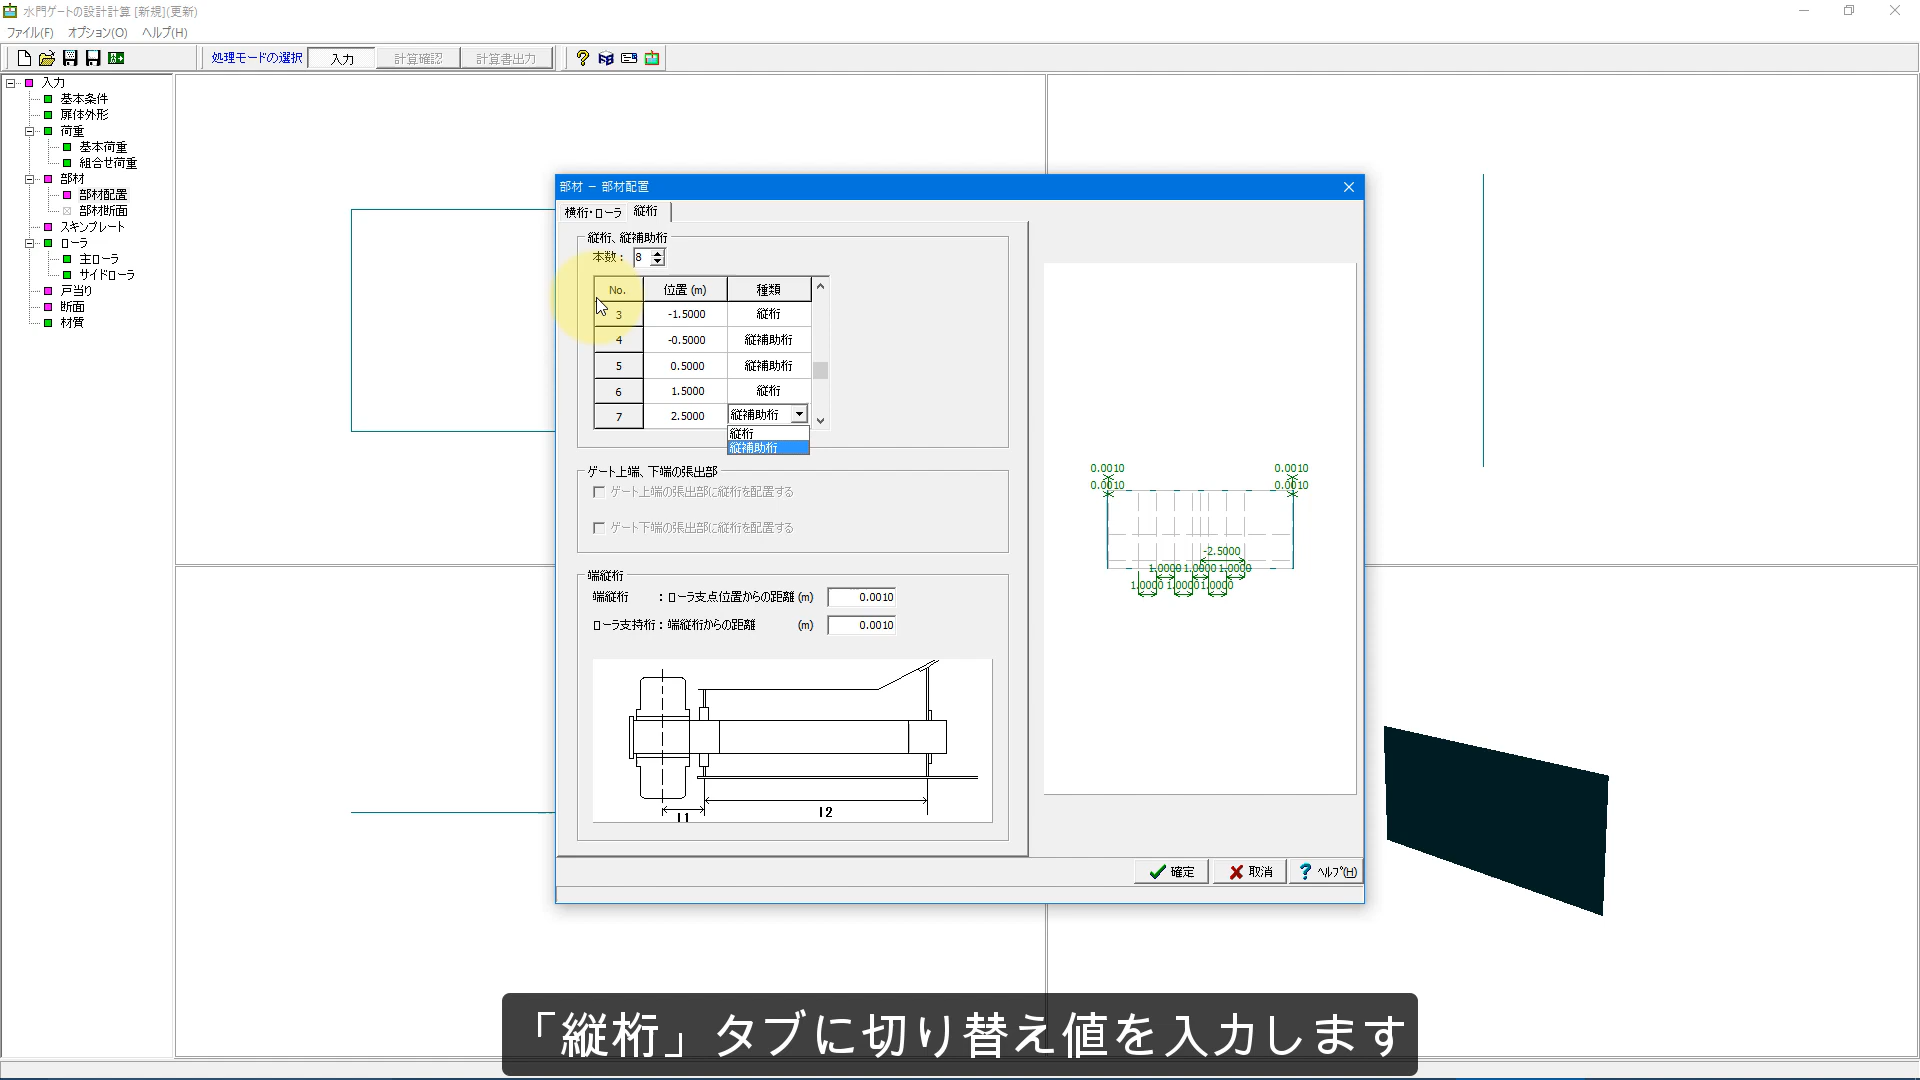 水門ゲートの設計計算 [新規](更新)
ファイル(F) オプション(O) ヘルプ(H)
処理モードの選択 入力 計算確認 計算書出力
入力
基本条件
扉体外形
荷重
基本荷重
組合せ荷重
部材
部材配置
部材断面
スキンプレート
ローラ
主ローラ
サイドローラ
戸当り
断面
材質
部材 － 部材配置
横桁・ローラ 縦桁
縦桁、縦補助桁
本数： 8
No. 位置 (m) 種類
3 -1.5000 縦桁
4 -0.5000 縦補助桁
5 0.5000 縦補助桁
6 1.5000 縦桁
7 2.5000 縦補助桁
縦桁
縦補助桁
ゲート上端、下端の張出部
ゲート上端の張出部に縦桁を配置する
ゲート下端の張出部に縦桁を配置する
端縦桁
端縦桁 ：ローラ支点位置からの距離 (m) 0.0010
ローラ支持桁：端縦桁からの距離 (m) 0.0010
l1 l2
0.0010 0.0010
0.0010 0.0010
-2.5000
1.0000 1.0000 1.0000
1.0000 1.0000 1.0000
確定 取消 ヘルプ(H)
「縦桁」タブに切り替え値を入力します